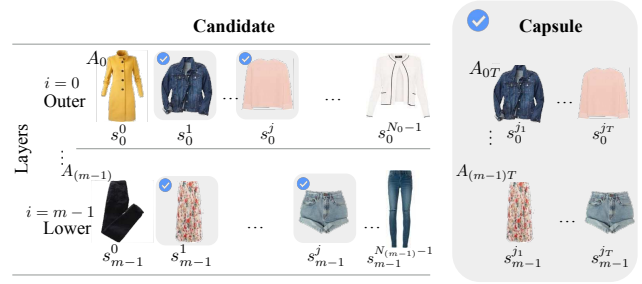 Candidate
Capsule
Layers
i = 0
Outer
A_0
s_0^0
s_0^1
...
s_0^j
...
s_0^{N_0-1}
⋮
i = m − 1
Lower
A_{(m−1)}
s_{m−1}^0
s_{m−1}^1
...
s_{m−1}^j
...
s_{m−1}^{N_{(m−1)}−1}
A_{0T}
s_0^{j_1}
...
s_0^{j_T}
⋮
A_{(m−1)T}
s_{m−1}^{j_1}
...
s_{m−1}^{j_T}